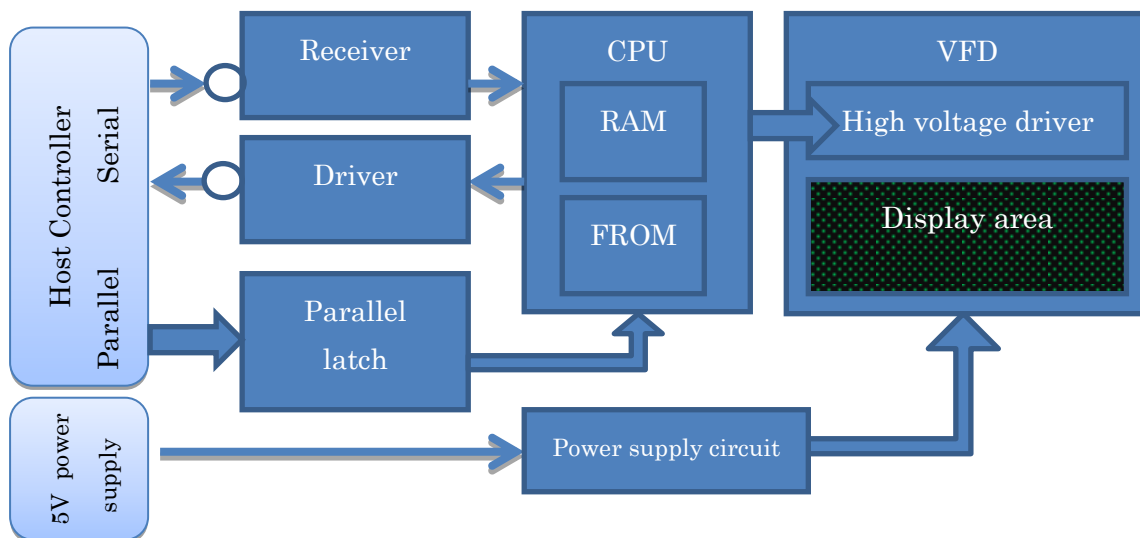 Host Controller
Serial
Parallel
Receiver
Driver
Parallel
latch
CPU
RAM
FROM
VFD
High voltage driver
Display area
5V power
supply
Power supply circuit